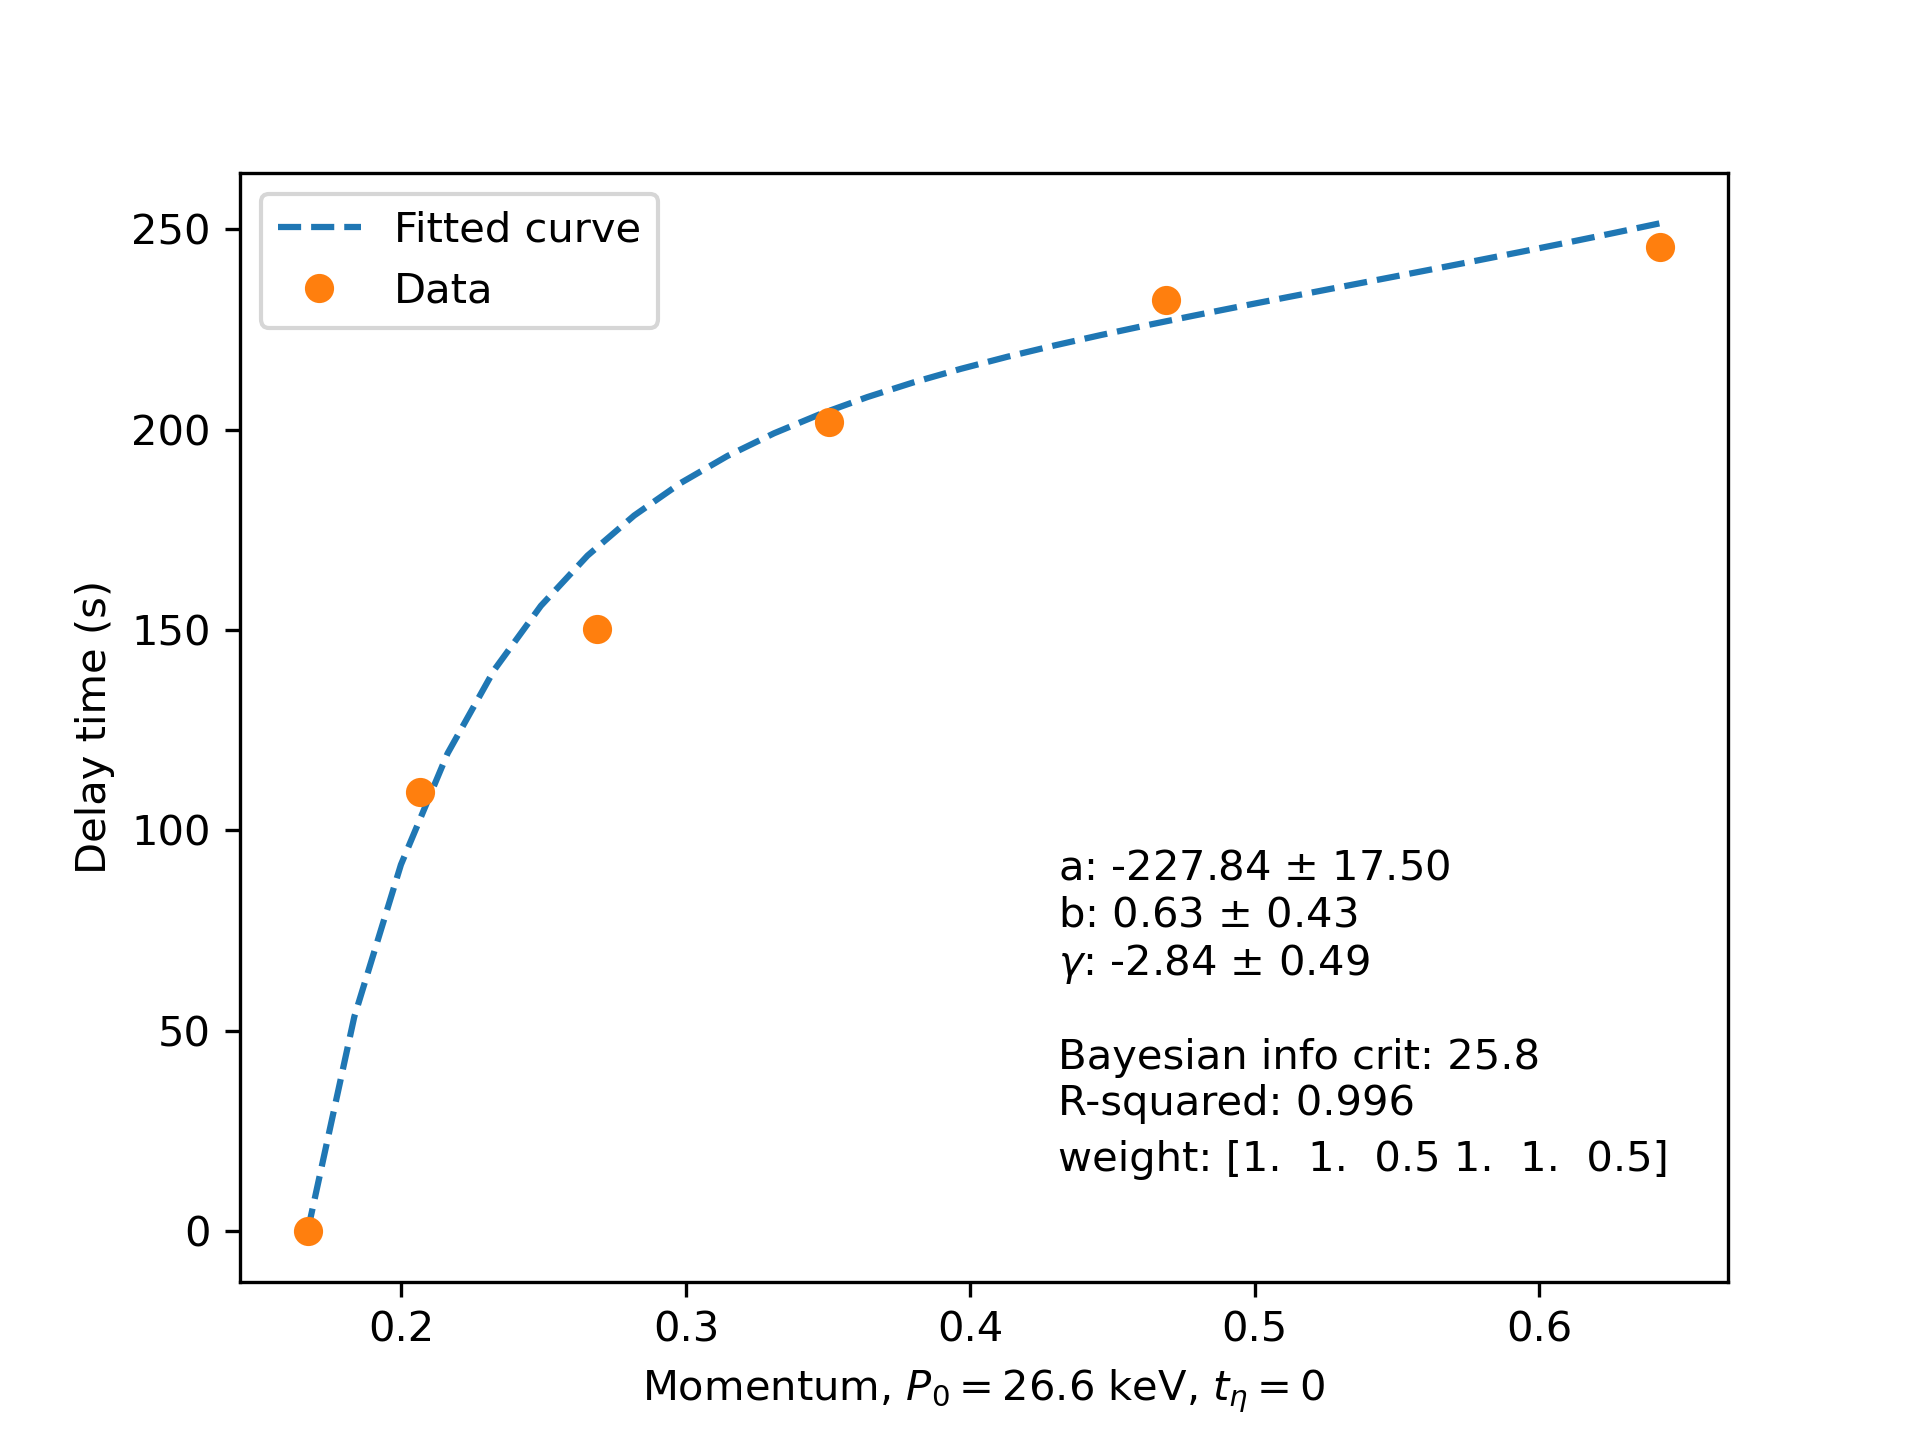 Fitted curve
Data
250
200
150
100
50
0
Delay time (s)
a: -227.84 ± 17.50
b: 0.63 ± 0.43
γ: -2.84 ± 0.49
Bayesian info crit: 25.8
R-squared: 0.996
weight: [1.  1.  0.5 1.  1.  0.5]
0.2 0.3 0.4 0.5 0.6
Momentum, P₀ = 26.6 keV, t_η = 0